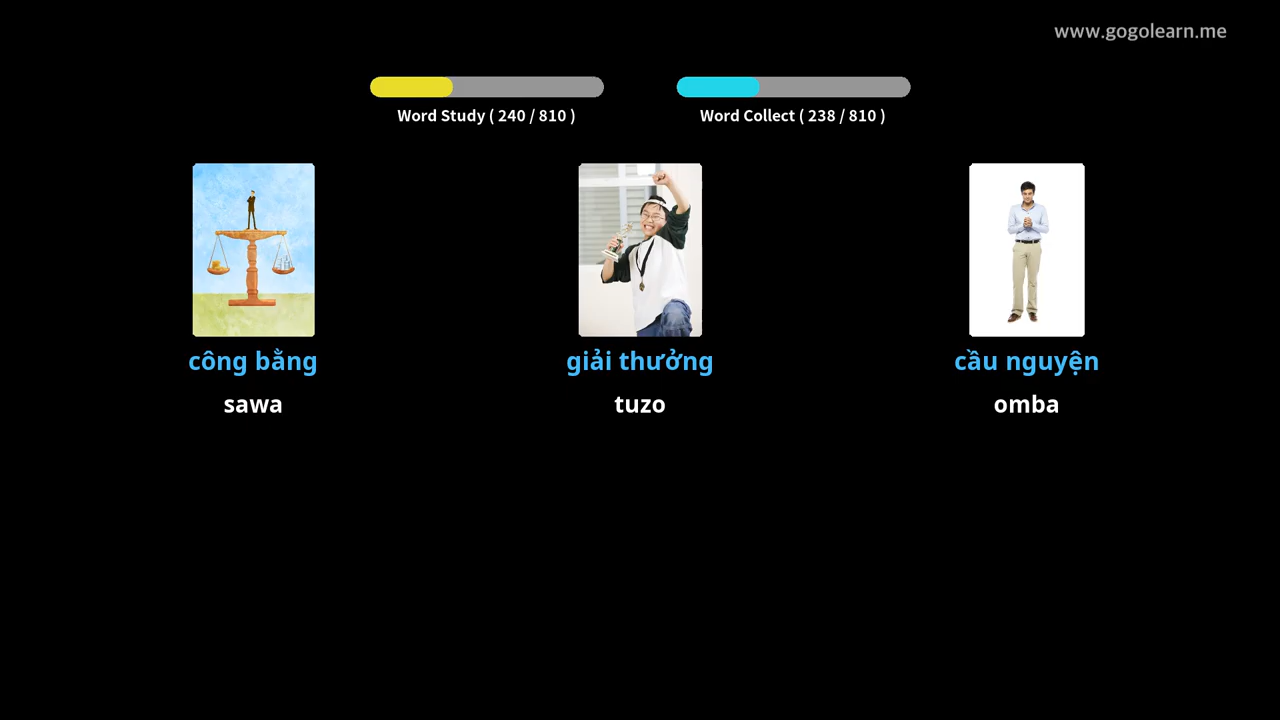 www.gogolearn.me
Word Study ( 240 / 810 )
Word Collect ( 238 / 810 )
công bằng
giải thưởng
cầu nguyện
sawa
tuzo
omba